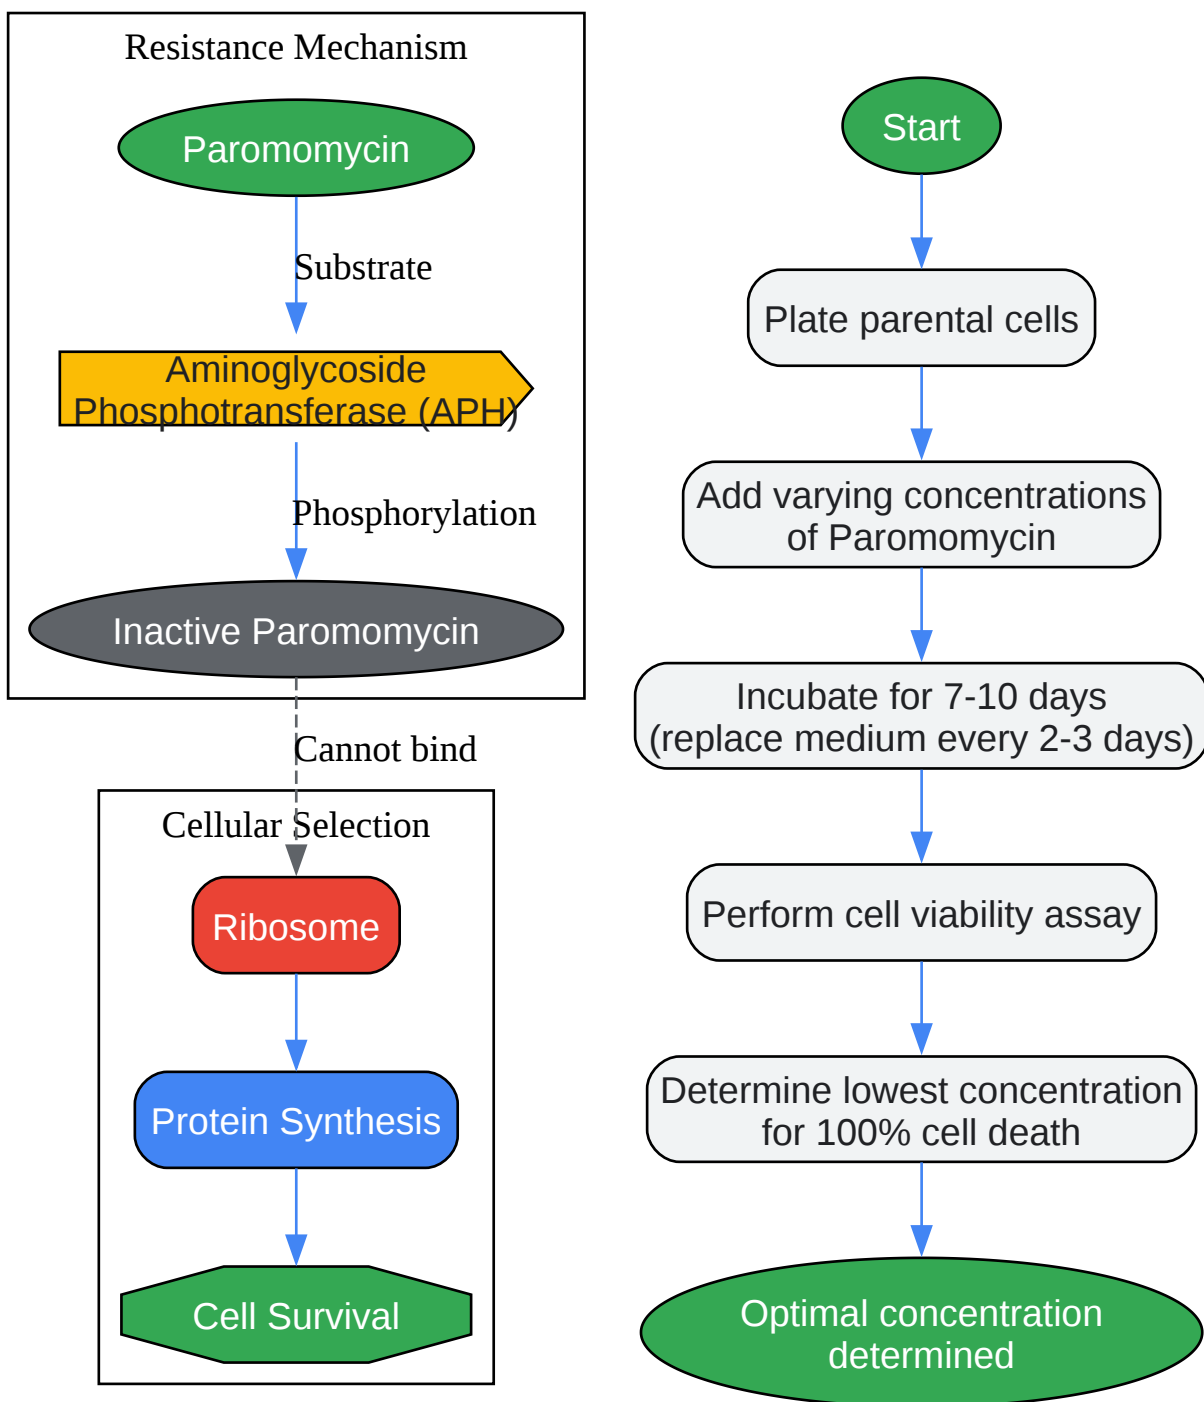 Resistance Mechanism
Paromomycin
Substrate
Aminoglycoside
Phosphotransferase (APH)
Phosphorylation
Inactive Paromomycin
Cannot bind
Cellular Selection
Ribosome
Protein Synthesis
Cell Survival
Start
Plate parental cells
Add varying concentrations
of Paromomycin
Incubate for 7-10 days
(replace medium every 2-3 days)
Perform cell viability assay
Determine lowest concentration
for 100% cell death
Optimal concentration
determined